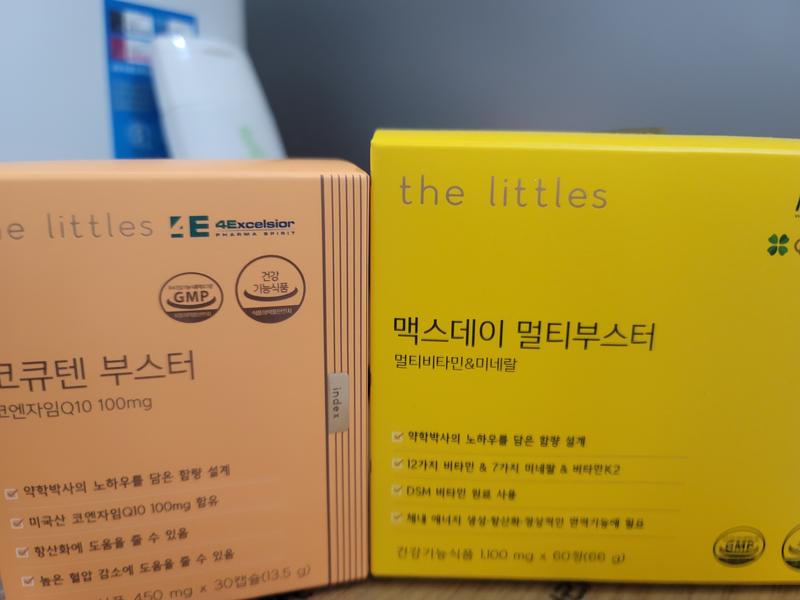 the littles
4E 4Excelsior
PHARMA SPIRIT
GMP
건강
기능식품
코큐텐 부스터
코엔자임Q10 100mg
index
약학박사의 노하우를 담은 함량 설계
미국산 코엔자임Q10 100mg 함유
항산화에 도움을 줄 수 있음
높은 혈압 감소에 도움을 줄 수 있음
450 mg x 30캡슐(13.5 g)
the littles
맥스데이 멀티부스터
멀티비타민&미네랄
약학박사의 노하우를 담은 함량 설계
12가지 비타민 & 7가지 미네랄 & 비타민K2
DSM 비타민 원료 사용
체내 에너지 생성·항산화·정상적인 면역기능에 필요
건강기능식품 1,100 mg x 60정(66 g)
GMP